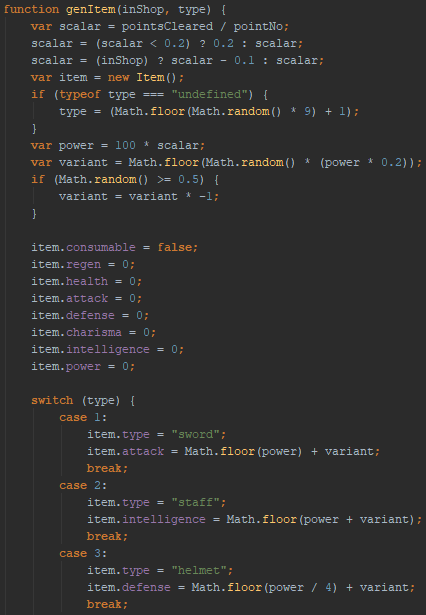 function genItem(inShop, type) {
    var scalar = pointsCleared / pointNo;
    scalar = (scalar < 0.2) ? 0.2 : scalar;
    scalar = (inShop) ? scalar - 0.1 : scalar;
    var item = new Item();
    if (typeof type === "undefined") {
        type = (Math.floor(Math.random() * 9) + 1);
    }
    var power = 100 * scalar;
    var variant = Math.floor(Math.random() * (power * 0.2));
    if (Math.random() >= 0.5) {
        variant = variant * -1;
    }

    item.consumable = false;
    item.regen = 0;
    item.health = 0;
    item.attack = 0;
    item.defense = 0;
    item.charisma = 0;
    item.intelligence = 0;
    item.power = 0;

    switch (type) {
        case 1:
            item.type = "sword";
            item.attack = Math.floor(power) + variant;
            break;
        case 2:
            item.type = "staff";
            item.intelligence = Math.floor(power + variant);
            break;
        case 3:
            item.type = "helmet";
            item.defense = Math.floor(power / 4) + variant;
            break;